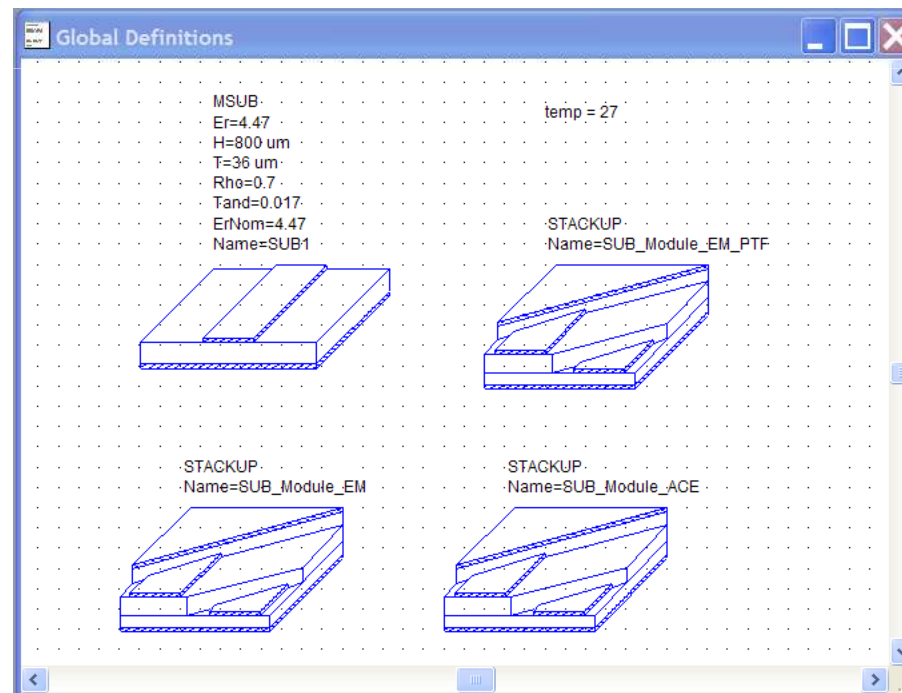 Global Definitions
MSUB
Er=4.47
H=800 um
T=36 um
Rho=0.7
Tand=0.017
ErNom=4.47
Name=SUB1
temp = 27
STACKUP
Name=SUB_Module_EM_PTF
STACKUP
Name=SUB_Module_EM
STACKUP
Name=SUB_Module_ACE